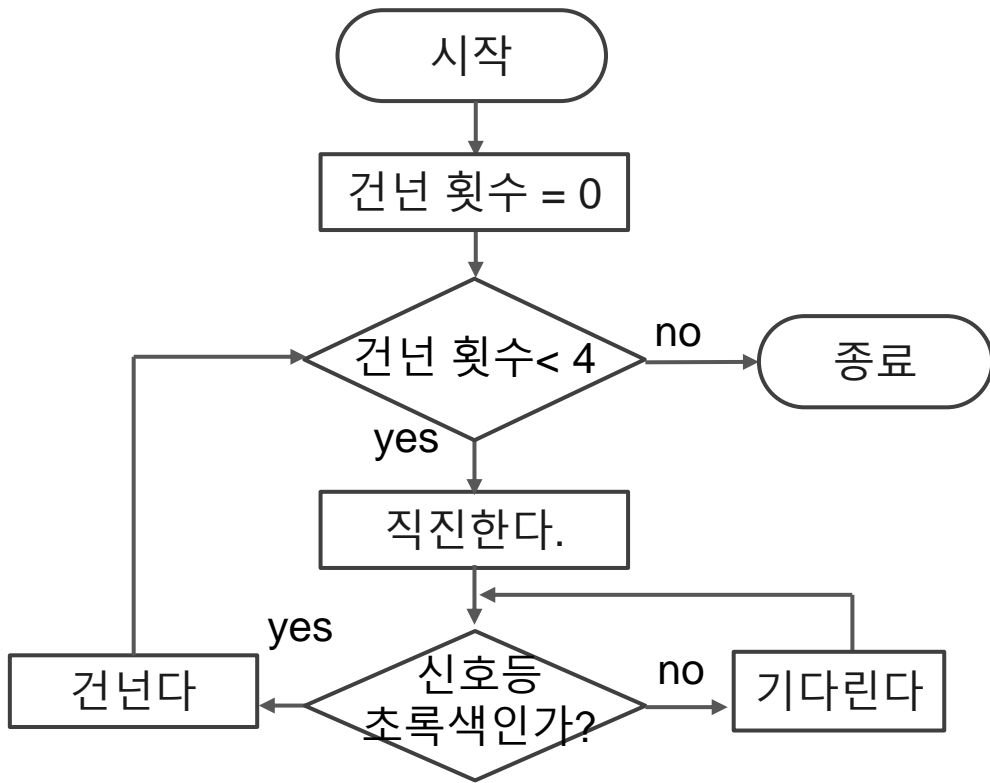 시작
건넌 횟수 = 0
건넌 횟수< 4
no
종료
yes
직진한다.
yes
건넌다
신호등
초록색인가?
no
기다린다